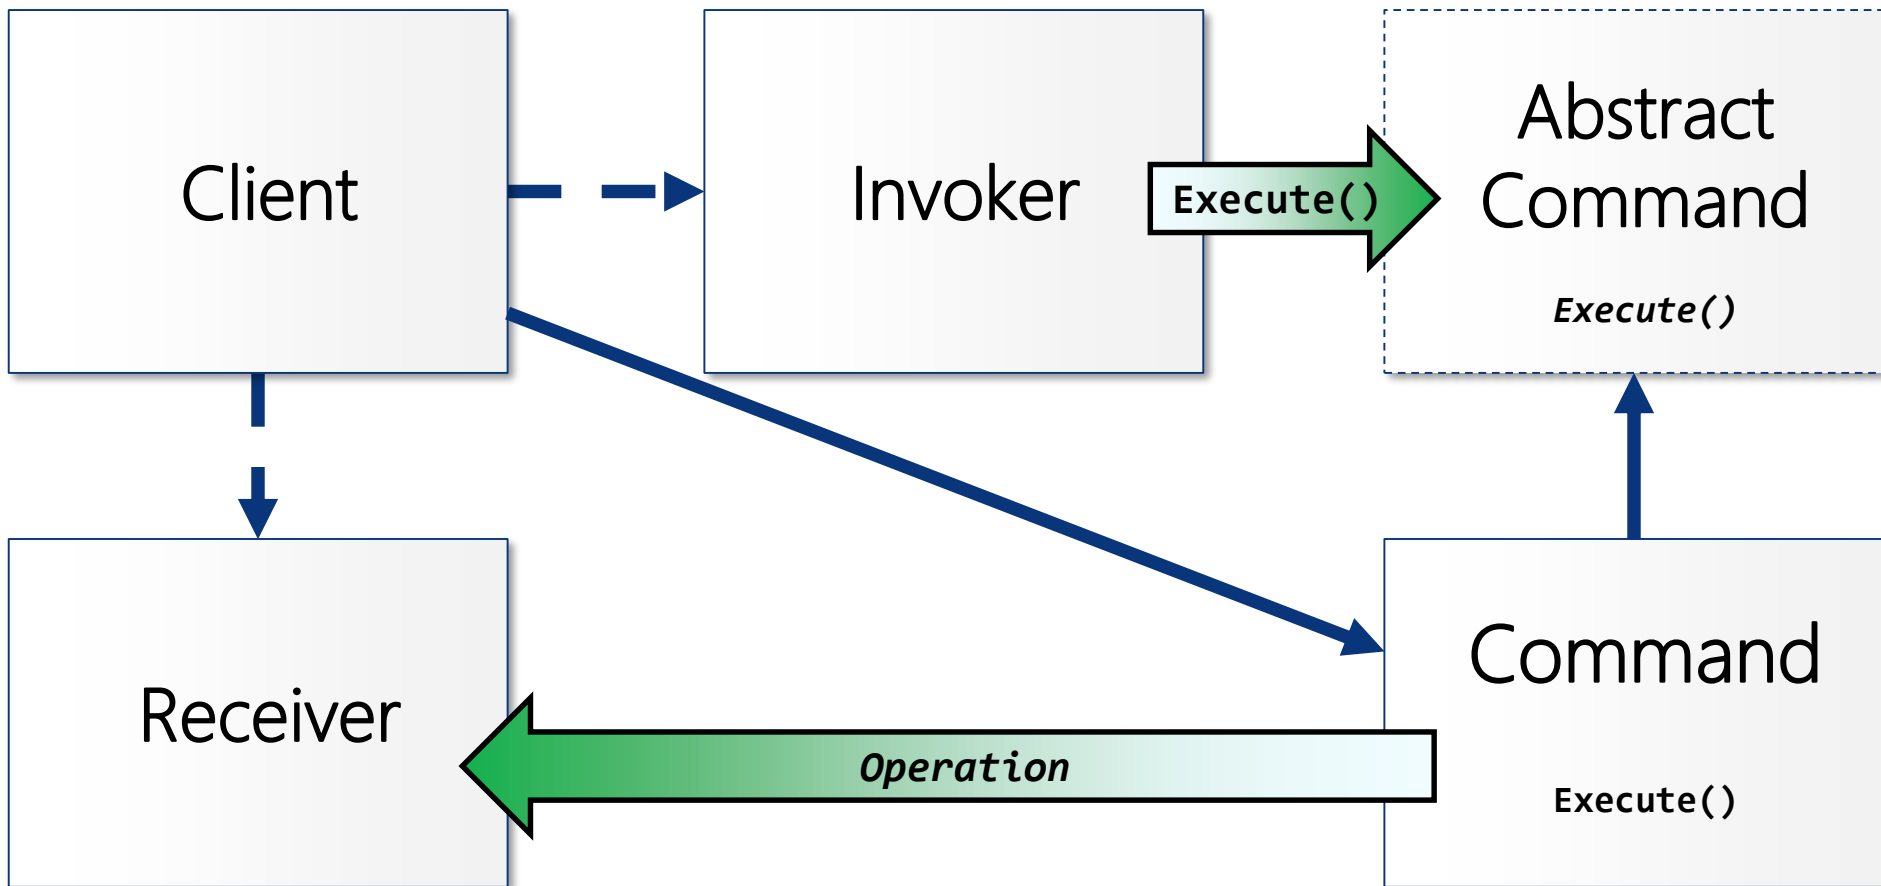 Client
Invoker
Execute()
Abstract
Command
Execute()
Receiver
Operation
Command
Execute()